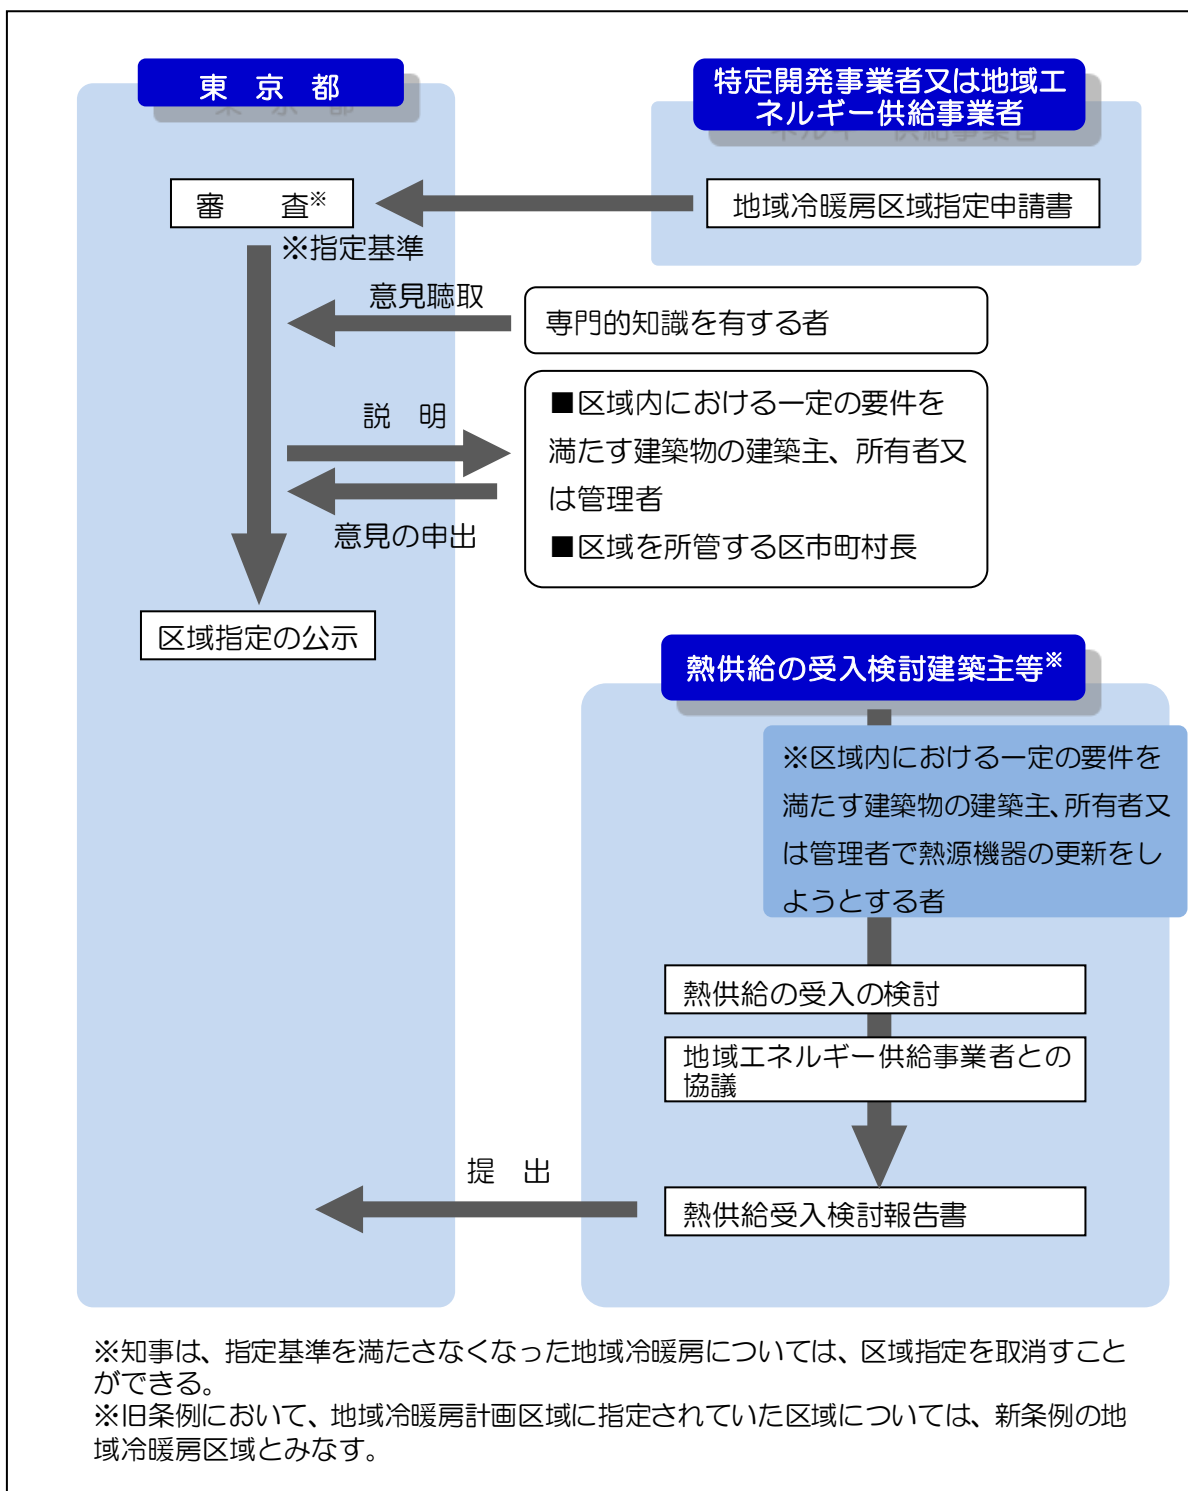 東 京 都
特定開発事業者又は地域エ
ネルギー供給事業者
審 査※
地域冷暖房区域指定申請書
※指定基準
意見聴取
専門的知識を有する者
説 明
■区域内における一定の要件を
満たす建築物の建築主、所有者又
は管理者
■区域を所管する区市町村長
意見の申出
区域指定の公示
熱供給の受入検討建築主等※
※区域内における一定の要件を
満たす建築物の建築主、所有者又
は管理者で熱源機器の更新をし
ようとする者
熱供給の受入の検討
地域エネルギー供給事業者との
協議
提 出
熱供給受入検討報告書
※知事は、指定基準を満たさなくなった地域冷暖房については、区域指定を取消すこと
ができる。
※旧条例において、地域冷暖房計画区域に指定されていた区域については、新条例の地
域冷暖房区域とみなす。